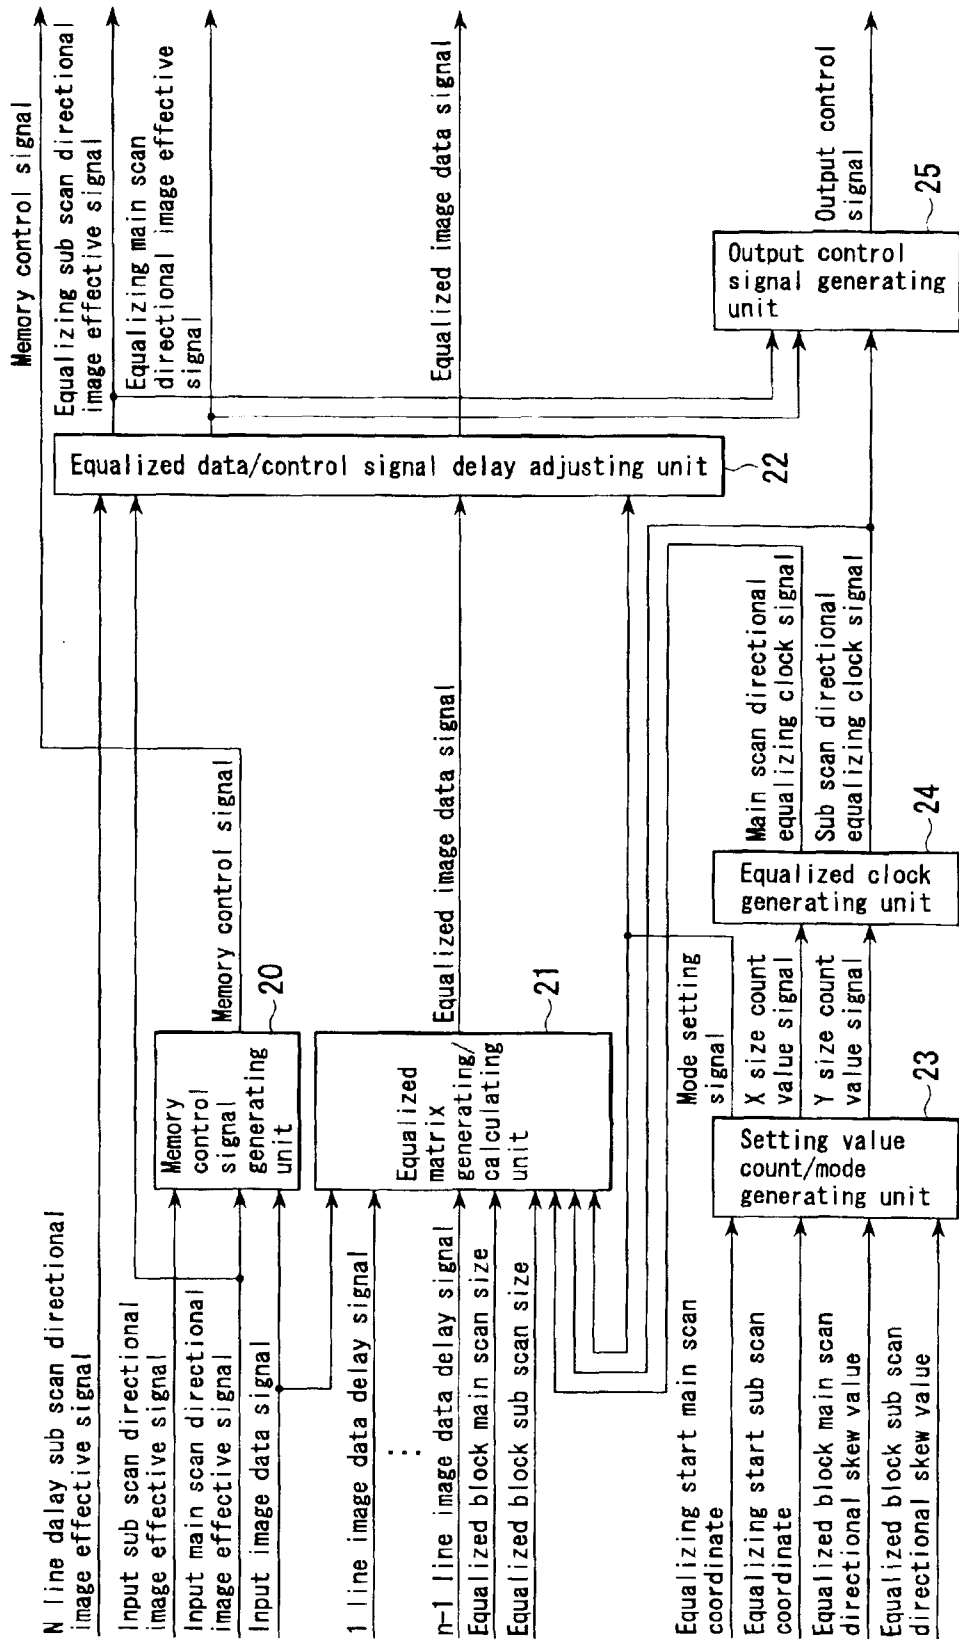 N line dalay sub scan directional
image effective signal
Input sub scan directional
image effective signal
Input main scan directional
image effective signal
Input image data signal
1 line image data delay signal
...
n-1 line image data delay signal
Equalized block main scan size
Equalized block sub scan size
Equalizing start main scan
coordinate
Equalizing start sub scan
coordinate
Equalized block main scan
directional skew value
Equalized block sub scan
directional skew value
Memory
control
signal
generating
unit
20
Memory control signal
Equalized
matrix
generating/
calculating
unit
21
Equalized image data signal
Setting value
count/mode
generating unit
23
Mode setting
signal
X size count
value signal
Y size count
value signal
Equalized clock
generating unit
24
Main scan directional
equalizing clock signal
Sub scan directional
equalizing clock signal
Equalized data/control signal delay adjusting unit
22
Memory control signal
Equalizing sub scan directional
image effective signal
Equalizing main scan
directional image effective
signal
Equalized image data signal
Output control
signal generating
unit
25
Output control
signal